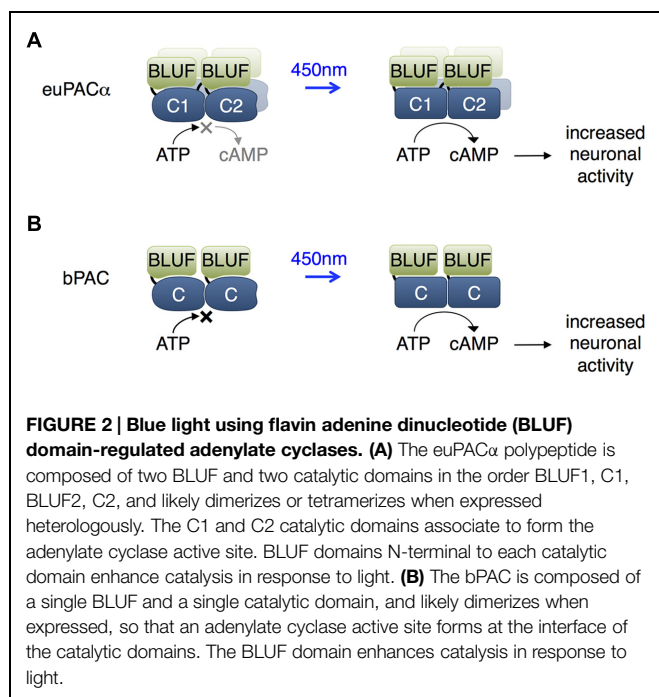 A
BLUF BLUF 450nm BLUF BLUF
euPACα C1 C2 C1 C2
ATP cAMP ATP cAMP increased
neuronal
activity
B
BLUF BLUF 450nm BLUF BLUF
bPAC C C C C
ATP ATP cAMP increased
neuronal
activity
FIGURE 2 | Blue light using flavin adenine dinucleotide (BLUF)
domain-regulated adenylate cyclases. (A) The euPACα polypeptide is
composed of two BLUF and two catalytic domains in the order BLUF1, C1,
BLUF2, C2, and likely dimerizes or tetramerizes when expressed
heterologously. The C1 and C2 catalytic domains associate to form the
adenylate cyclase active site. BLUF domains N-terminal to each catalytic
domain enhance catalysis in response to light. (B) The bPAC is composed of
a single BLUF and a single catalytic domain, and likely dimerizes when
expressed, so that an adenylate cyclase active site forms at the interface of
the catalytic domains. The BLUF domain enhances catalysis in response to
light.